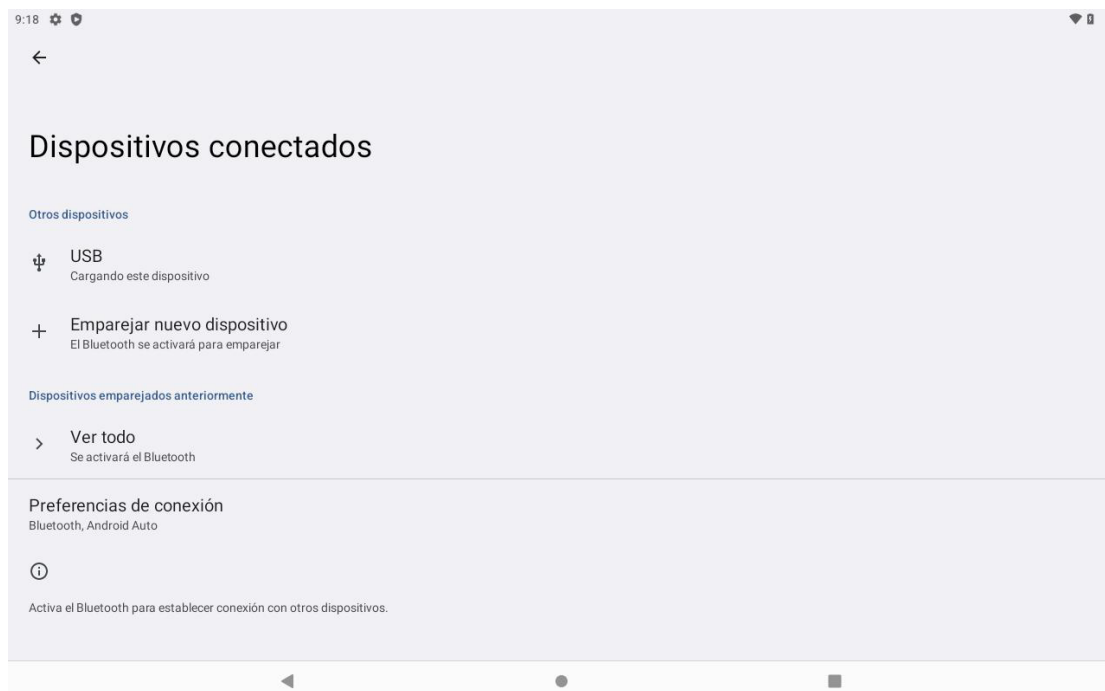 9:18
Dispositivos conectados
Otros dispositivos
USB
Cargando este dispositivo
Emparejar nuevo dispositivo
El Bluetooth se activará para emparejar
Dispositivos emparejados anteriormente
Ver todo
Se activará el Bluetooth
Preferencias de conexión
Bluetooth, Android Auto
Activa el Bluetooth para establecer conexión con otros dispositivos.